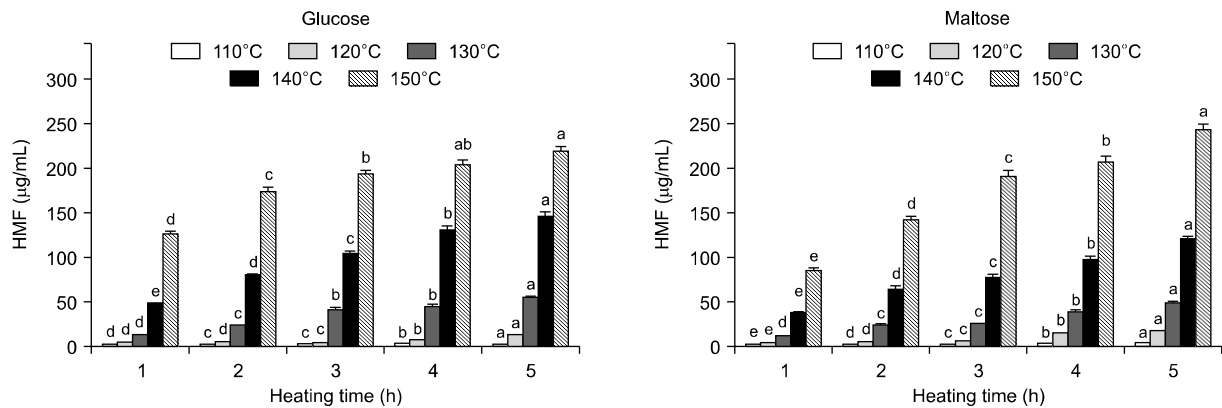 Glucose
110°C 120°C 130°C
140°C 150°C
HMF (μg/mL)
300
250
200
150
100
50
0
d d d e d
c c c d c
c c b c b
b b b b ab
a a a a a
1 2 3 4 5
Heating time (h)
Maltose
110°C 120°C 130°C
140°C 150°C
HMF (μg/mL)
300
250
200
150
100
50
0
e e d e e
d d c d d
c c c c c
b b b b b
a a a a a
1 2 3 4 5
Heating time (h)